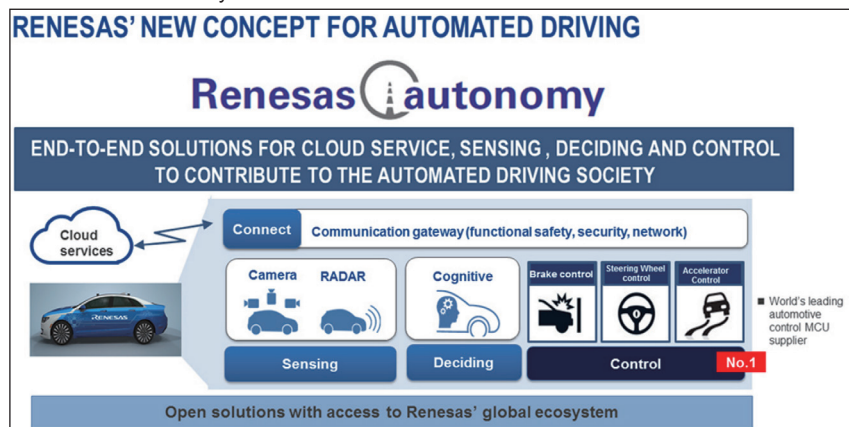 RENESAS' NEW CONCEPT FOR AUTOMATED DRIVING
Renesas autonomy
END-TO-END SOLUTIONS FOR CLOUD SERVICE, SENSING , DECIDING AND CONTROL
TO CONTRIBUTE TO THE AUTOMATED DRIVING SOCIETY
Cloud
services
Connect
Communication gateway (functional safety, security, network)
Camera
RADAR
Cognitive
Brake control
Steering Wheel
control
Accelerator
Control
RENESAS
Sensing
Deciding
Control
No.1
■ World's leading
automotive
control MCU
supplier
Open solutions with access to Renesas' global ecosystem